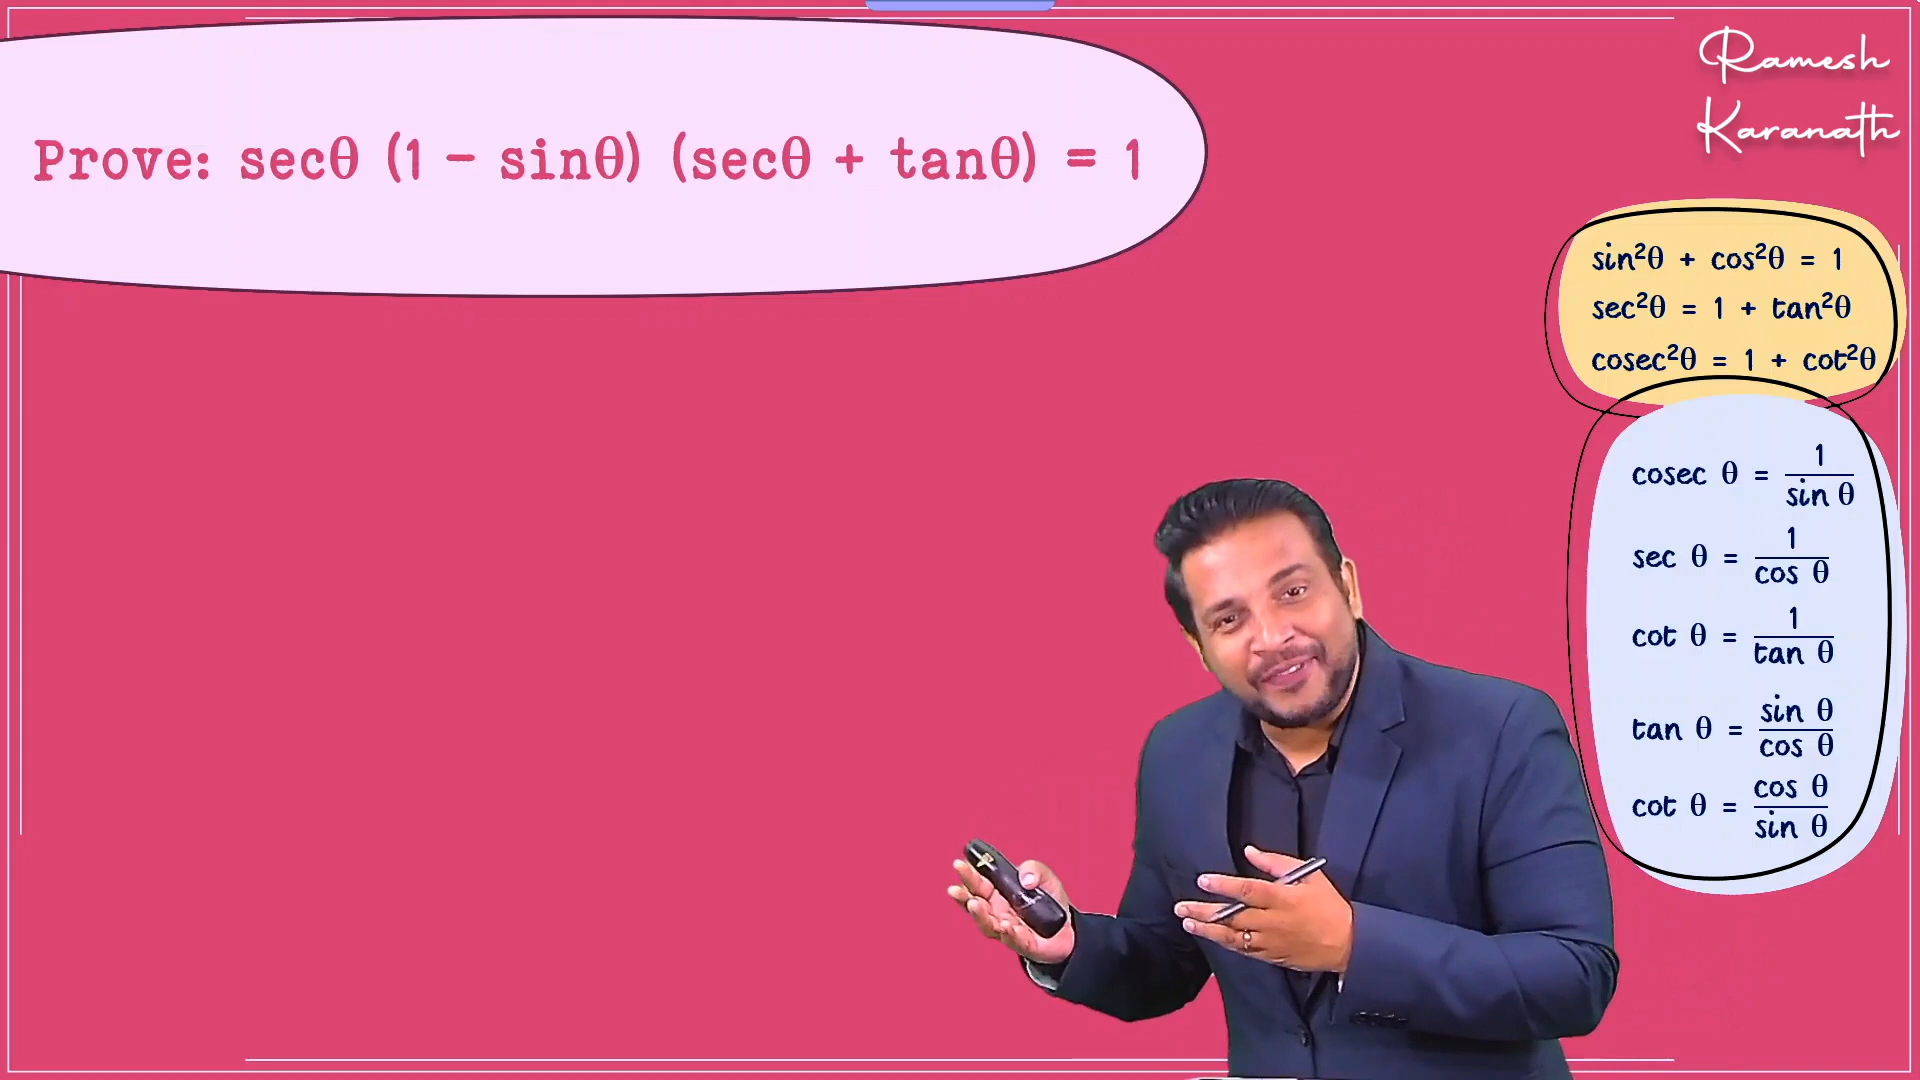 Ramesh
Karanath
Prove: secθ (1 - sinθ) (secθ + tanθ) = 1
sin²θ + cos²θ = 1
sec²θ = 1 + tan²θ
cosec²θ = 1 + cot²θ
cosec θ = 1/sin θ
sec θ = 1/cos θ
cot θ = 1/tan θ
tan θ = sin θ/cos θ
cot θ = cos θ/sin θ